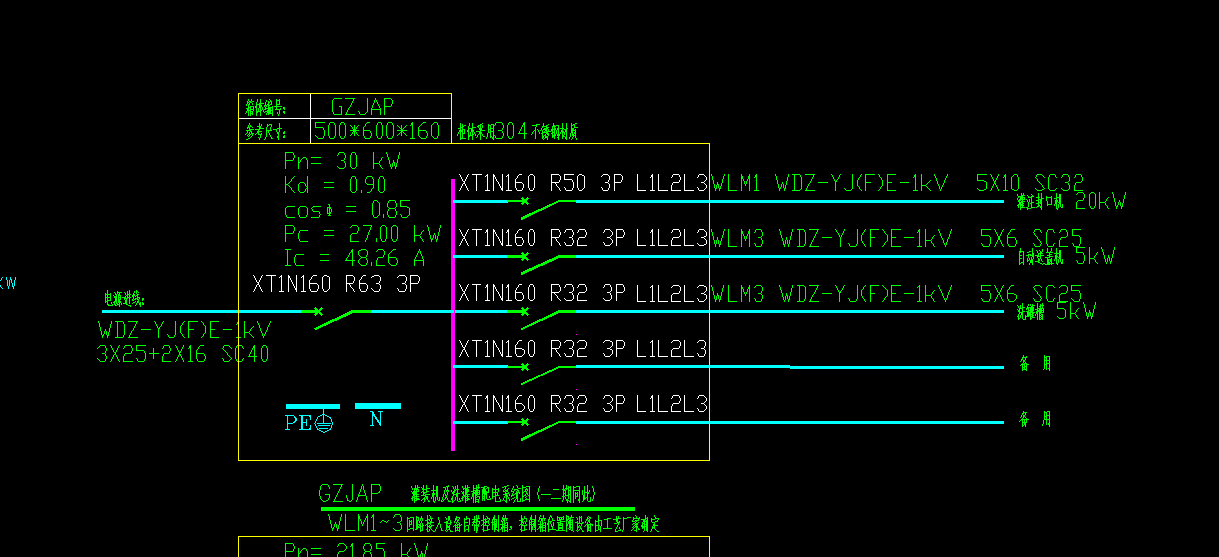 箱体编号: GZJAP
参考尺寸: 500*600*160 柜体采用304不锈钢材质
Pn= 30 kW
Kd = 0.90
cosΦ = 0.85
Pc = 27.00 kW
Ic = 48.26 A
XT1N160 R63 3P
kW
电源进线:
WDZ-YJ(F)E-1kV
3X25+2X16 SC40
XT1N160 R50 3P L1L2L3 WLM1 WDZ-YJ(F)E-1kV 5X10 SC32
灌注封口机 20kW
XT1N160 R32 3P L1L2L3 WLM3 WDZ-YJ(F)E-1kV 5X6 SC25
自动送盖机 5kW
XT1N160 R32 3P L1L2L3 WLM3 WDZ-YJ(F)E-1kV 5X6 SC25
洗罐槽 5kW
XT1N160 R32 3P L1L2L3
备 用
XT1N160 R32 3P L1L2L3
备 用
PE N
GZJAP 灌装机及洗灌槽配电系统图(一二期同此)
WLM1~3回路接入设备自带控制箱，控制箱位置随设备由工艺厂家确定
Pn= 21.85 kW